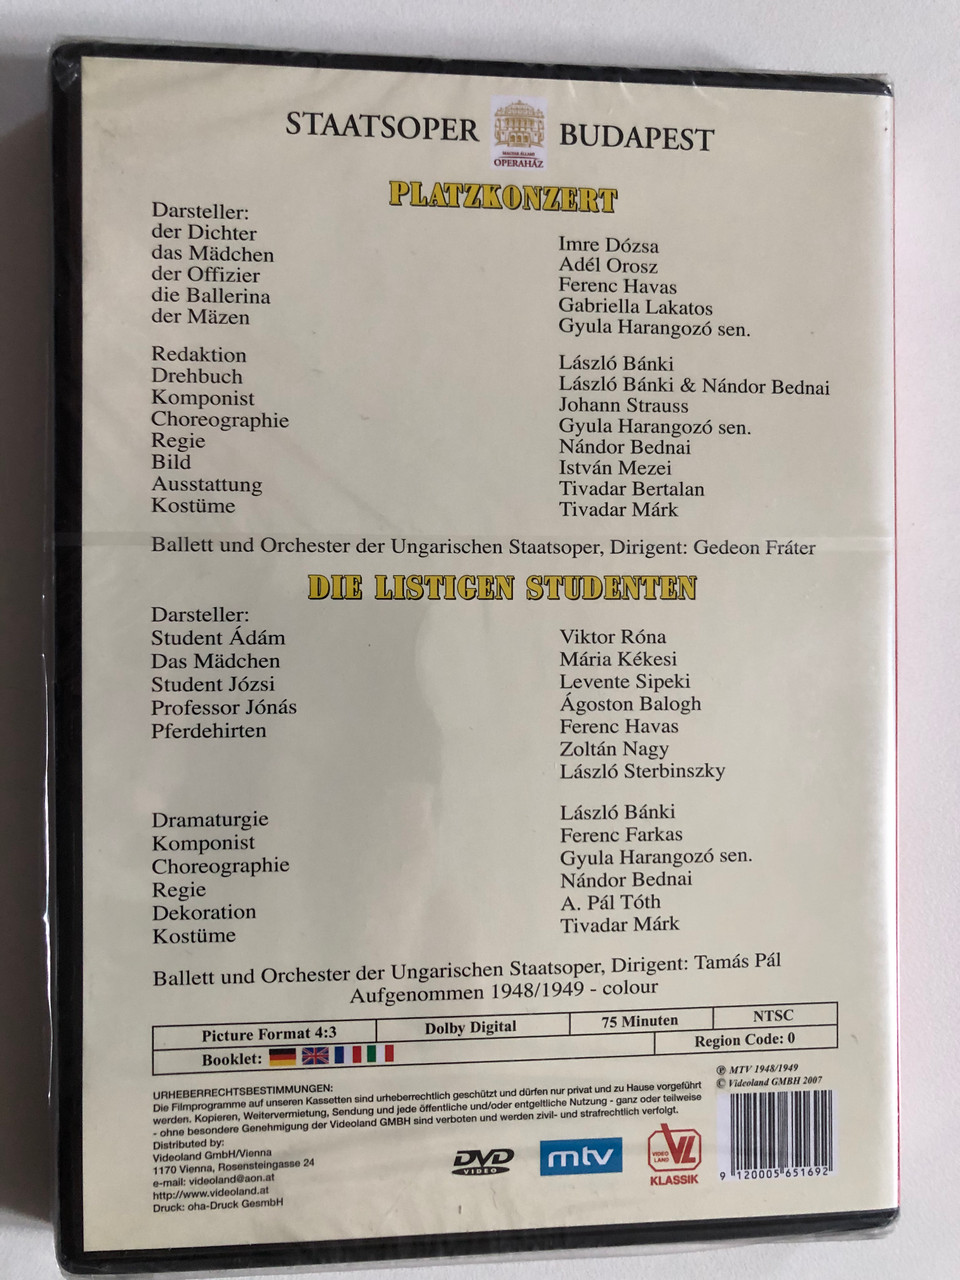 STAATSOPER BUDAPEST
MAGYAR ÁLLAMI
OPERAHÁZ
PLATZKONZERT
Darsteller:
der Dichter Imre Dózsa
das Mädchen Adél Orosz
der Offizier Ferenc Havas
die Ballerina Gabriella Lakatos
der Mäzen Gyula Harangozó sen.
Redaktion László Bánki
Drehbuch László Bánki & Nándor Bednai
Komponist Johann Strauss
Choreographie Gyula Harangozó sen.
Regie Nándor Bednai
Bild István Mezei
Ausstattung Tivadar Bertalan
Kostüme Tivadar Márk
Ballett und Orchester der Ungarischen Staatsoper, Dirigent: Gedeon Fráter
DIE LISTIGEN STUDENTEN
Darsteller:
Student Ádám Viktor Róna
Das Mädchen Mária Kékesi
Student Józsi Levente Sipeki
Professor Jónás Ágoston Balogh
Pferdehirten Ferenc Havas
Zoltán Nagy
László Sterbinszky
Dramaturgie László Bánki
Komponist Ferenc Farkas
Choreographie Gyula Harangozó sen.
Regie Nándor Bednai
Dekoration A. Pál Tóth
Kostüme Tivadar Márk
Ballett und Orchester der Ungarischen Staatsoper, Dirigent: Tamás Pál
Aufgenommen 1948/1949 - colour
Picture Format 4:3 Dolby Digital 75 Minuten NTSC
Booklet: Region Code: 0
℗ MTV 1948/1949
© Videoland GMBH 2007
URHEBERRECHTSBESTIMMUNGEN:
Die Filmprogramme auf unseren Kassetten sind urheberrechtlich geschützt und dürfen nur privat und zu Hause vorgeführt
werden. Kopieren, Weitervermietung, Sendung und jede öffentliche und/oder entgeltliche Nutzung - ganz oder teilweise
- ohne besondere Genehmigung der Videoland GMBH sind verboten und werden zivil- und strafrechtlich verfolgt.
Distributed by:
Videoland GmbH/Vienna
1170 Vienna, Rosensteingasse 24
e-mail: videoland@aon.at
http://www.videoland.at
Druck: oha-Druck GesmbH
DVD
VIDEO
mtv
VIDEO
LAND
VL
KLASSIK
9 120005 651692